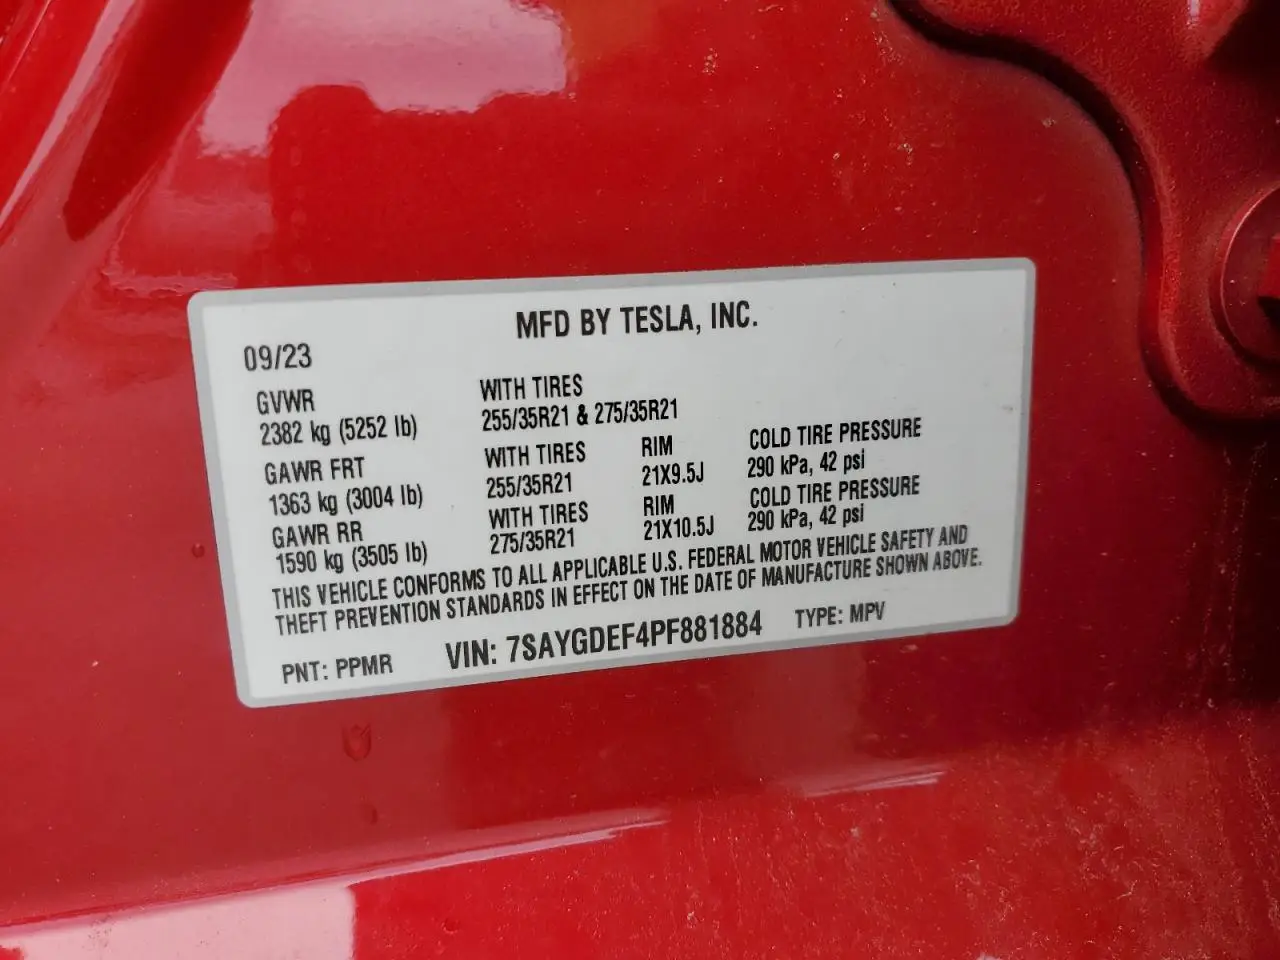 MFD BY TESLA, INC.
09/23
GVWR WITH TIRES
2382 kg (5252 lb) 255/35R21 & 275/35R21
GAWR FRT WITH TIRES RIM COLD TIRE PRESSURE
1363 kg (3004 lb) 255/35R21 21X9.5J 290 kPa, 42 psi
GAWR RR WITH TIRES RIM COLD TIRE PRESSURE
1590 kg (3505 lb) 275/35R21 21X10.5J 290 kPa, 42 psi
THIS VEHICLE CONFORMS TO ALL APPLICABLE U.S. FEDERAL MOTOR VEHICLE SAFETY AND
THEFT PREVENTION STANDARDS IN EFFECT ON THE DATE OF MANUFACTURE SHOWN ABOVE.
PNT: PPMR VIN: 7SAYGDEF4PF881884 TYPE: MPV